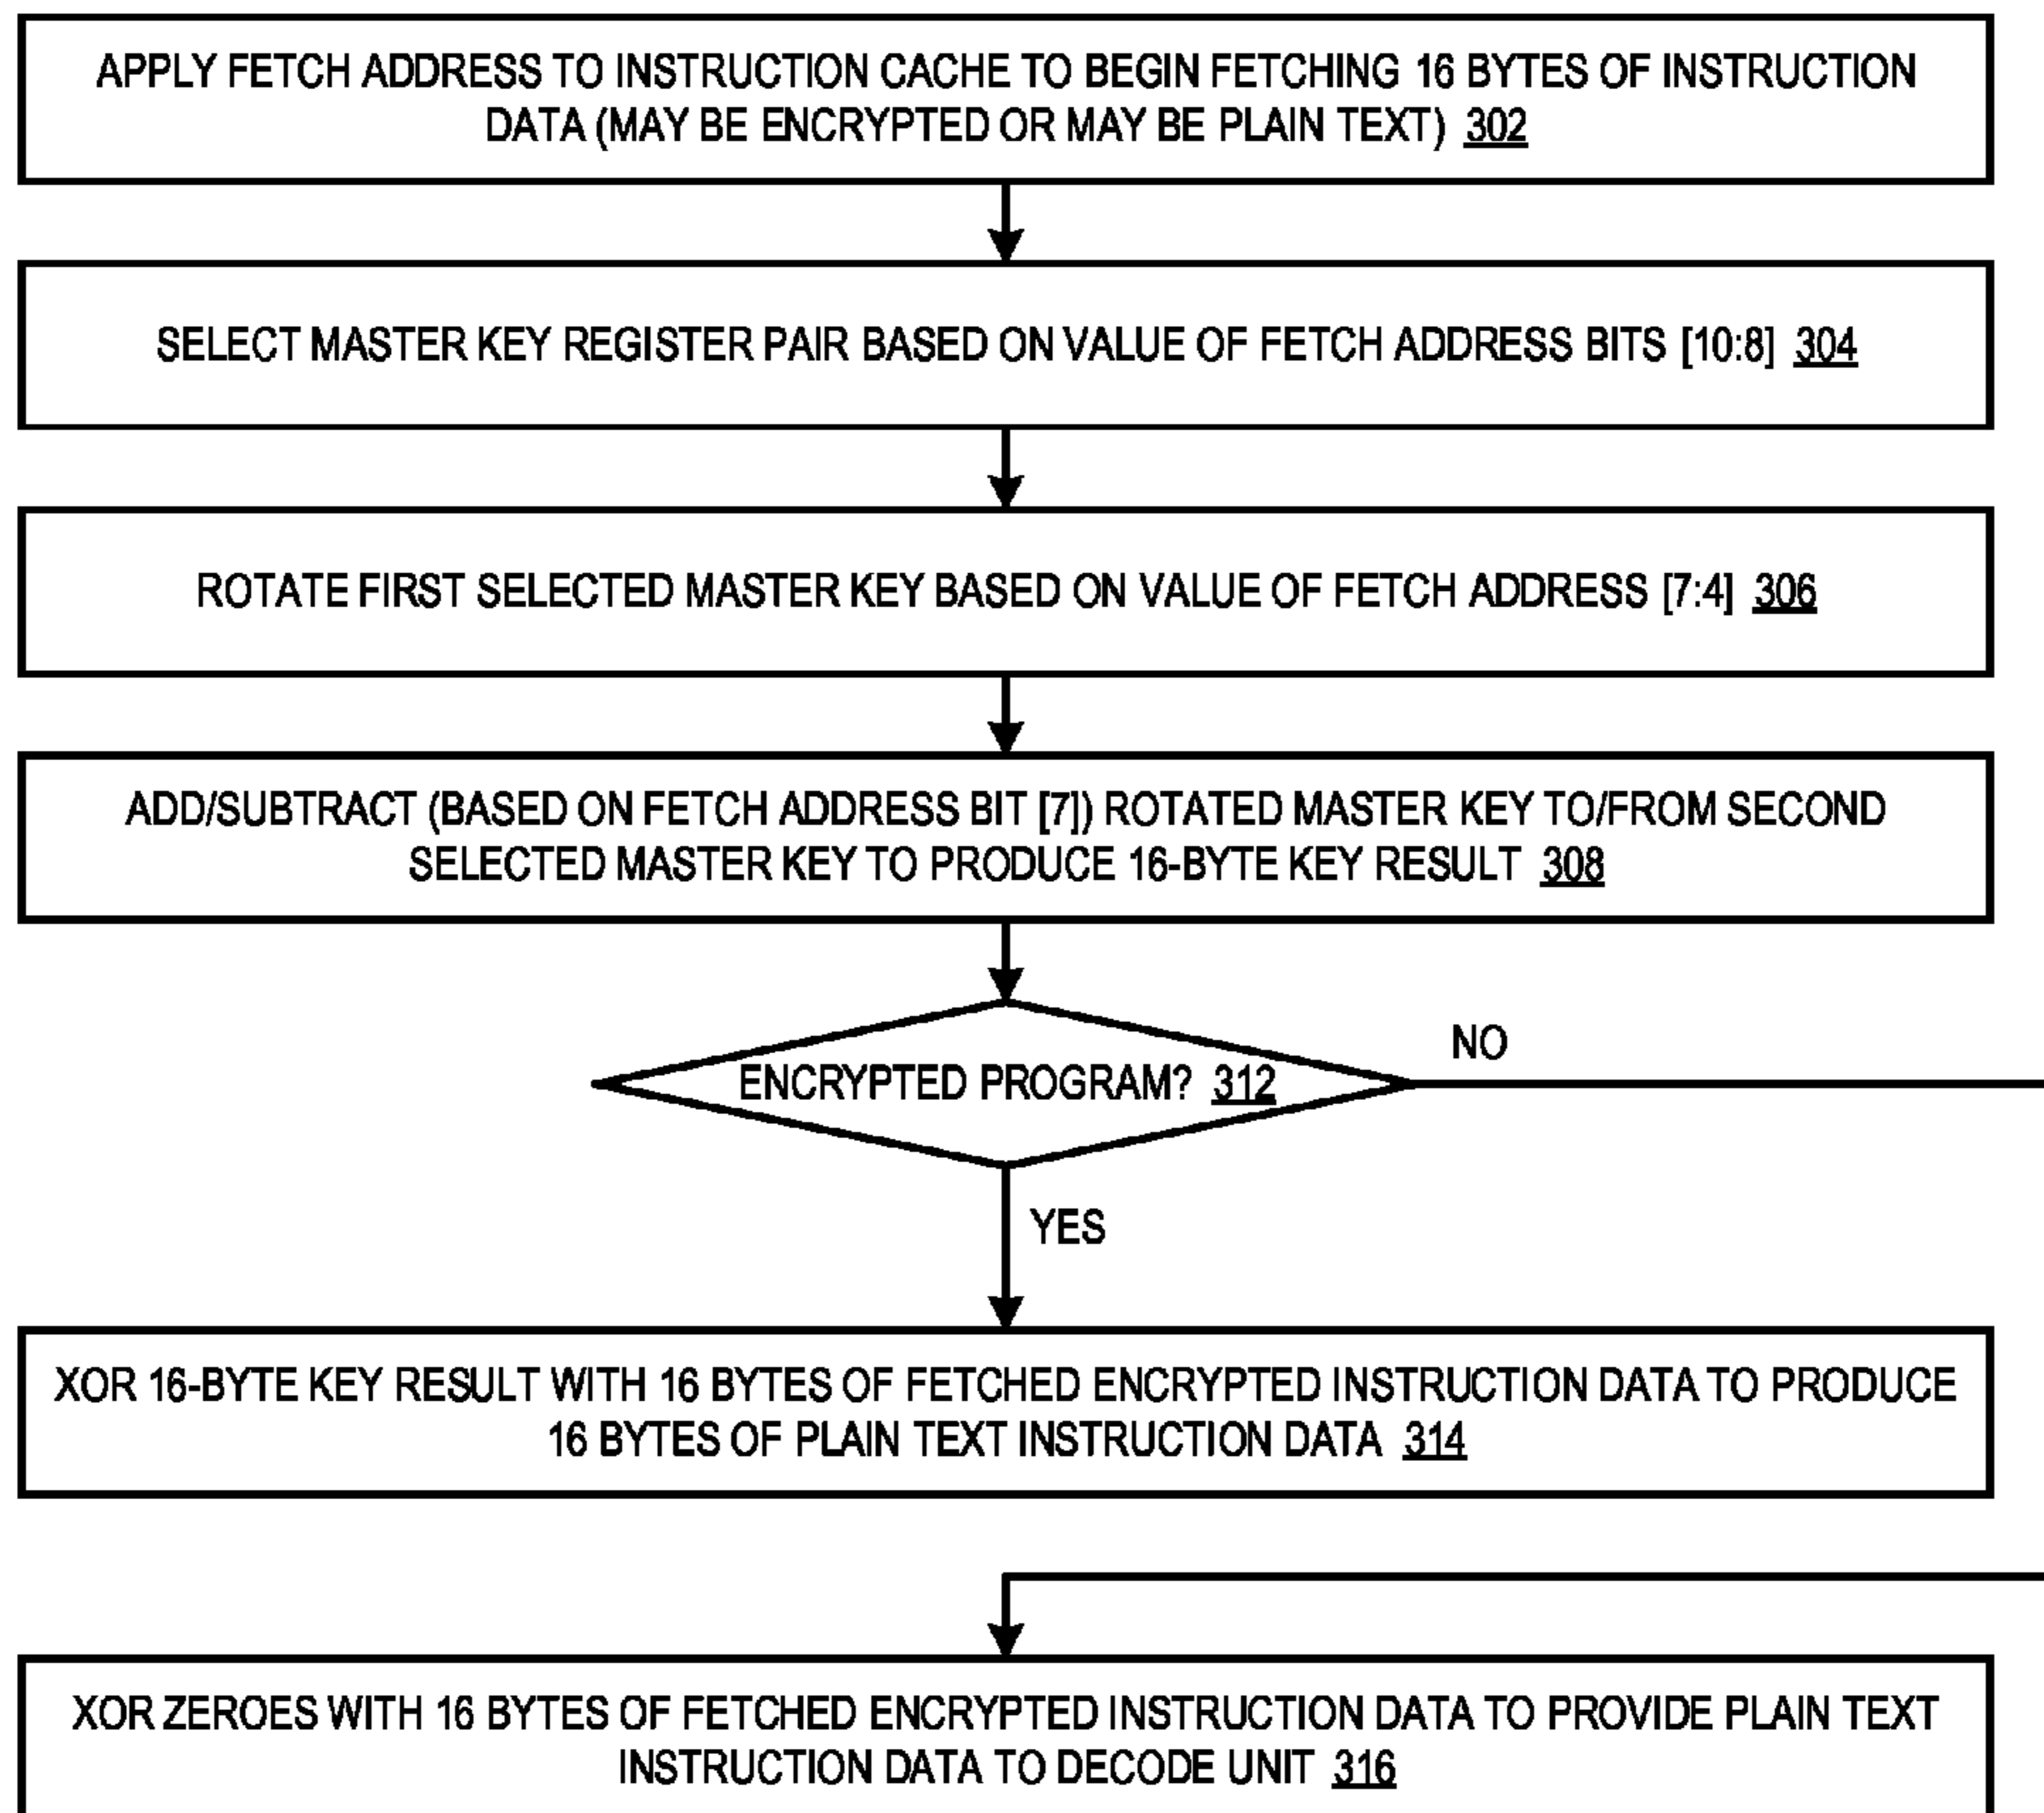 APPLY FETCH ADDRESS TO INSTRUCTION CACHE TO BEGIN FETCHING 16 BYTES OF INSTRUCTION
DATA (MAY BE ENCRYPTED OR MAY BE PLAIN TEXT) 302
SELECT MASTER KEY REGISTER PAIR BASED ON VALUE OF FETCH ADDRESS BITS [10:8] 304
ROTATE FIRST SELECTED MASTER KEY BASED ON VALUE OF FETCH ADDRESS [7:4] 306
ADD/SUBTRACT (BASED ON FETCH ADDRESS BIT [7]) ROTATED MASTER KEY TO/FROM SECOND
SELECTED MASTER KEY TO PRODUCE 16-BYTE KEY RESULT 308
NO
ENCRYPTED PROGRAM? 312
YES
XOR 16-BYTE KEY RESULT WITH 16 BYTES OF FETCHED ENCRYPTED INSTRUCTION DATA TO PRODUCE
16 BYTES OF PLAIN TEXT INSTRUCTION DATA 314
XOR ZEROES WITH 16 BYTES OF FETCHED ENCRYPTED INSTRUCTION DATA TO PROVIDE PLAIN TEXT
INSTRUCTION DATA TO DECODE UNIT 316